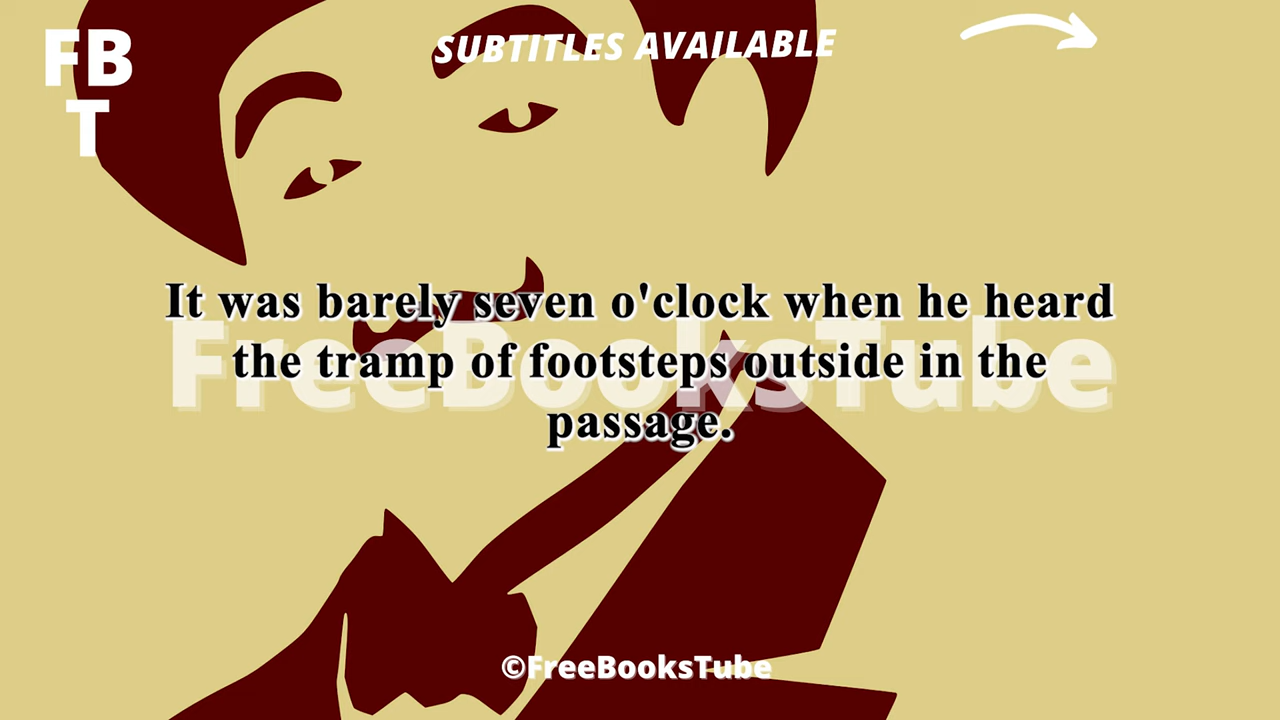 FB
T
SUBTITLES AVAILABLE
It was barely seven o'clock when he heard
the tramp of footsteps outside in the
passage.
FreeBooksTube
©FreeBooksTube